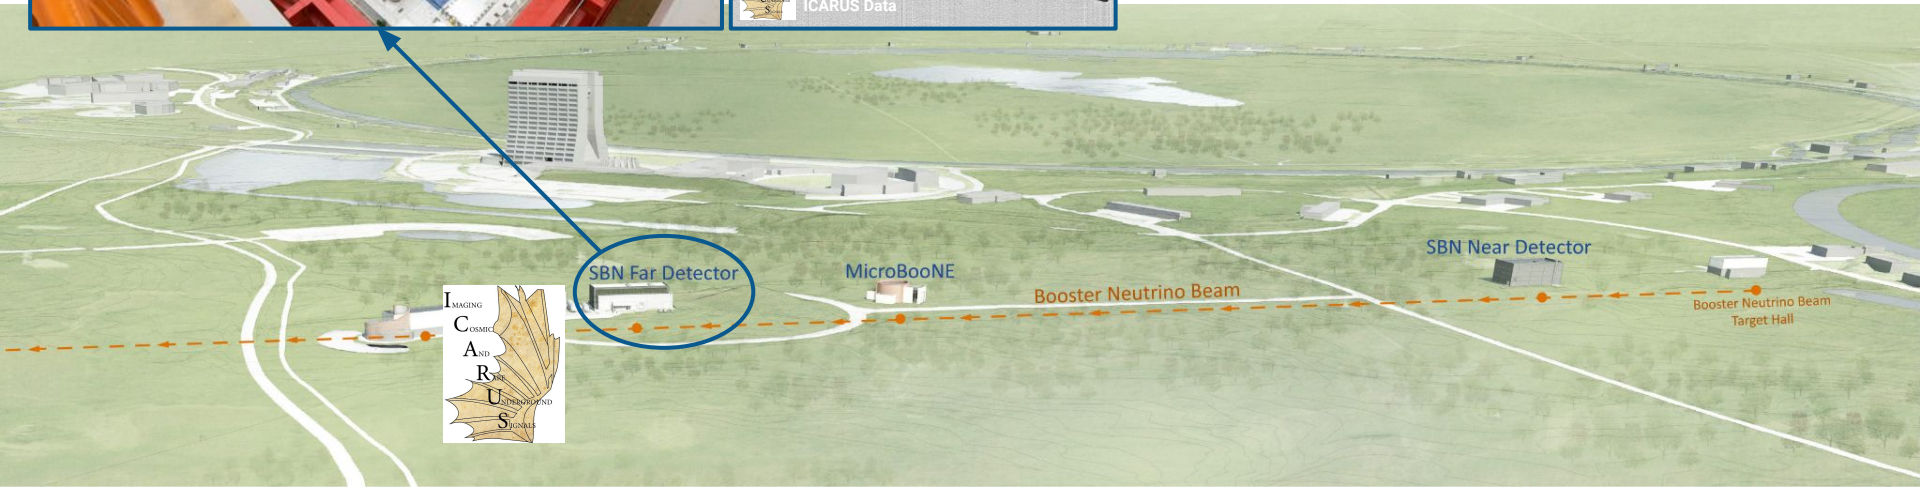 ICARUS Data
SBN Near Detector
SBN Far Detector
MicroBooNE
Booster Neutrino Beam
Booster Neutrino Beam
Target Hall
IMAGING
COSMIC
AND
RARE
UNDERGROUND
SIGNALS